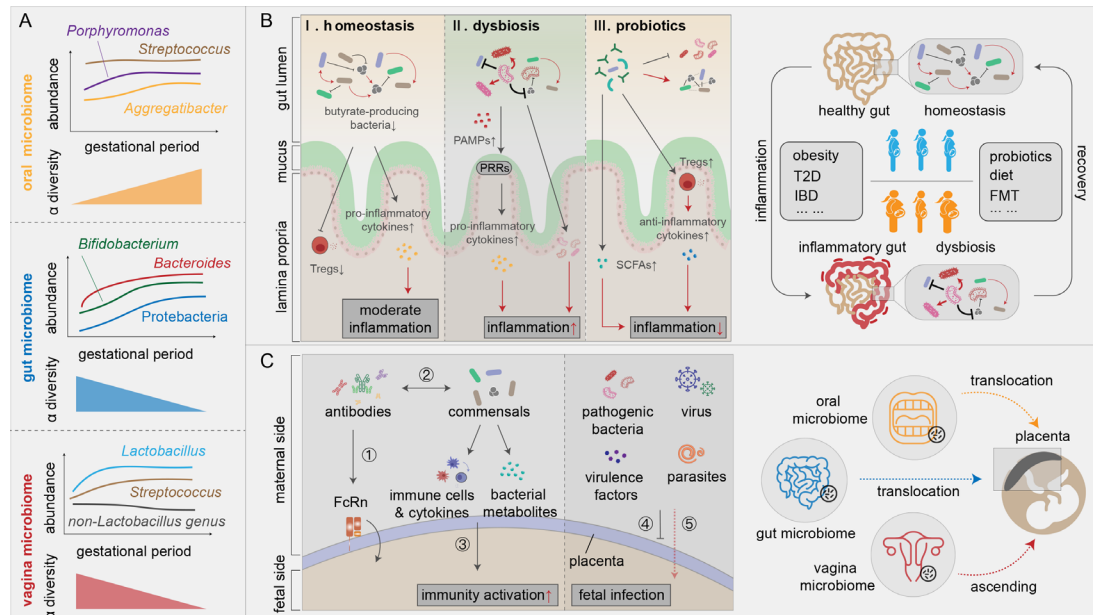 A
Porphyromonas
Streptococcus
Aggregatibacter
abundance
gestational period
α diversity
oral microbiome
Bifidobacterium
Bacteroides
Protebacteria
abundance
gestational period
α diversity
gut microbiome
Lactobacillus
Streptococcus
non-Lactobacillus genus
abundance
gestational period
α diversity
vagina microbiome
B
I. homeostasis
II. dysbiosis
III. probiotics
gut lumen
mucus
lamina propria
butyrate-producing
bacteria↓
pro-inflammatory
cytokines↑
Tregs↓
moderate
inflammation
PAMPs↑
PRRs
pro-inflammatory
cytokines↑
inflammation↑
Tregs↑
anti-inflammatory
cytokines↑
SCFAs↑
inflammation↓
healthy gut
homeostasis
inflammation
obesity
T2D
IBD
... ...
probiotics
diet
FMT
... ...
recovery
inflammatory gut
dysbiosis
C
maternal side
fetal side
antibodies
②
commensals
①
FcRn
immune cells
& cytokines
bacterial
metabolites
③
immunity activation↑
pathogenic
bacteria
virus
virulence
factors
parasites
④
⑤
placenta
fetal infection
oral
microbiome
translocation
placenta
gut microbiome
translocation
vagina
microbiome
ascending